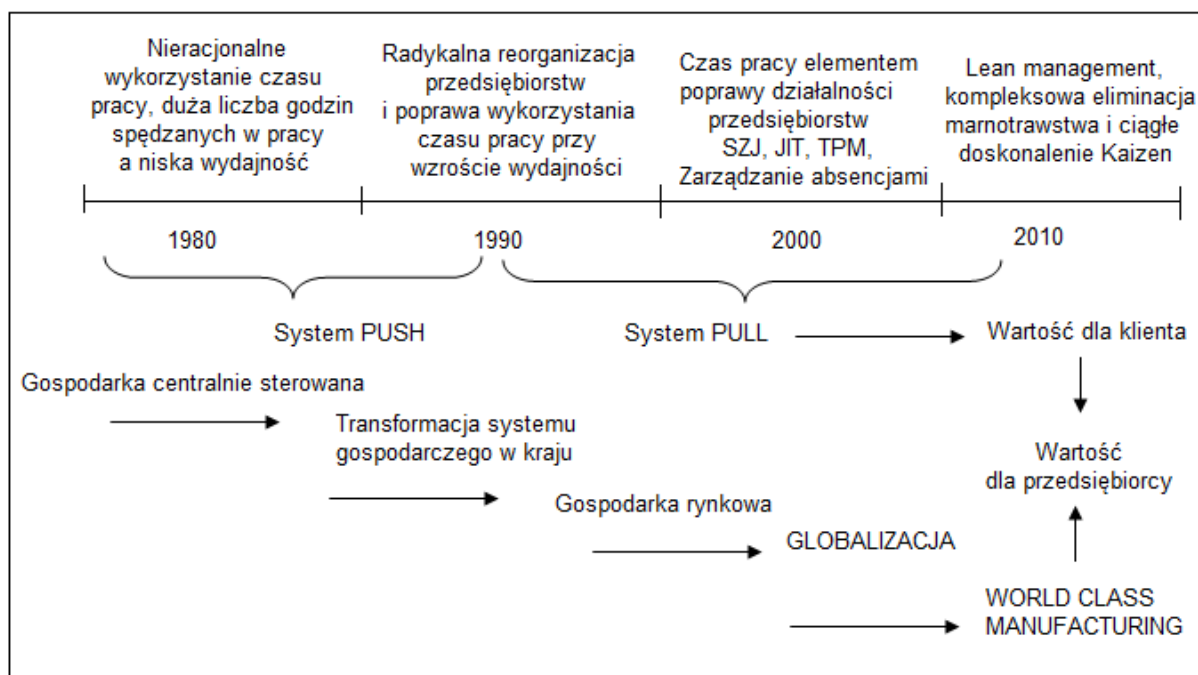 Nieracjonalne
wykorzystanie czasu
pracy, duża liczba godzin
spędzanych w pracy
a niska wydajność
Radykalna reorganizacja
przedsiębiorstw
i poprawa wykorzystania
czasu pracy przy
wzroście wydajności
Czas pracy elementem
poprawy działalności
przedsiębiorstw
SZJ, JIT, TPM,
Zarządzanie absencjami
Lean management,
kompleksowa eliminacja
marnotrawstwa i ciągłe
doskonalenie Kaizen
1980
1990
2000
2010
System PUSH
System PULL
Wartość dla klienta
Gospodarka centralnie sterowana
Transformacja systemu
gospodarczego w kraju
Wartość
dla przedsiębiorcy
Gospodarka rynkowa
GLOBALIZACJA
WORLD CLASS
MANUFACTURING